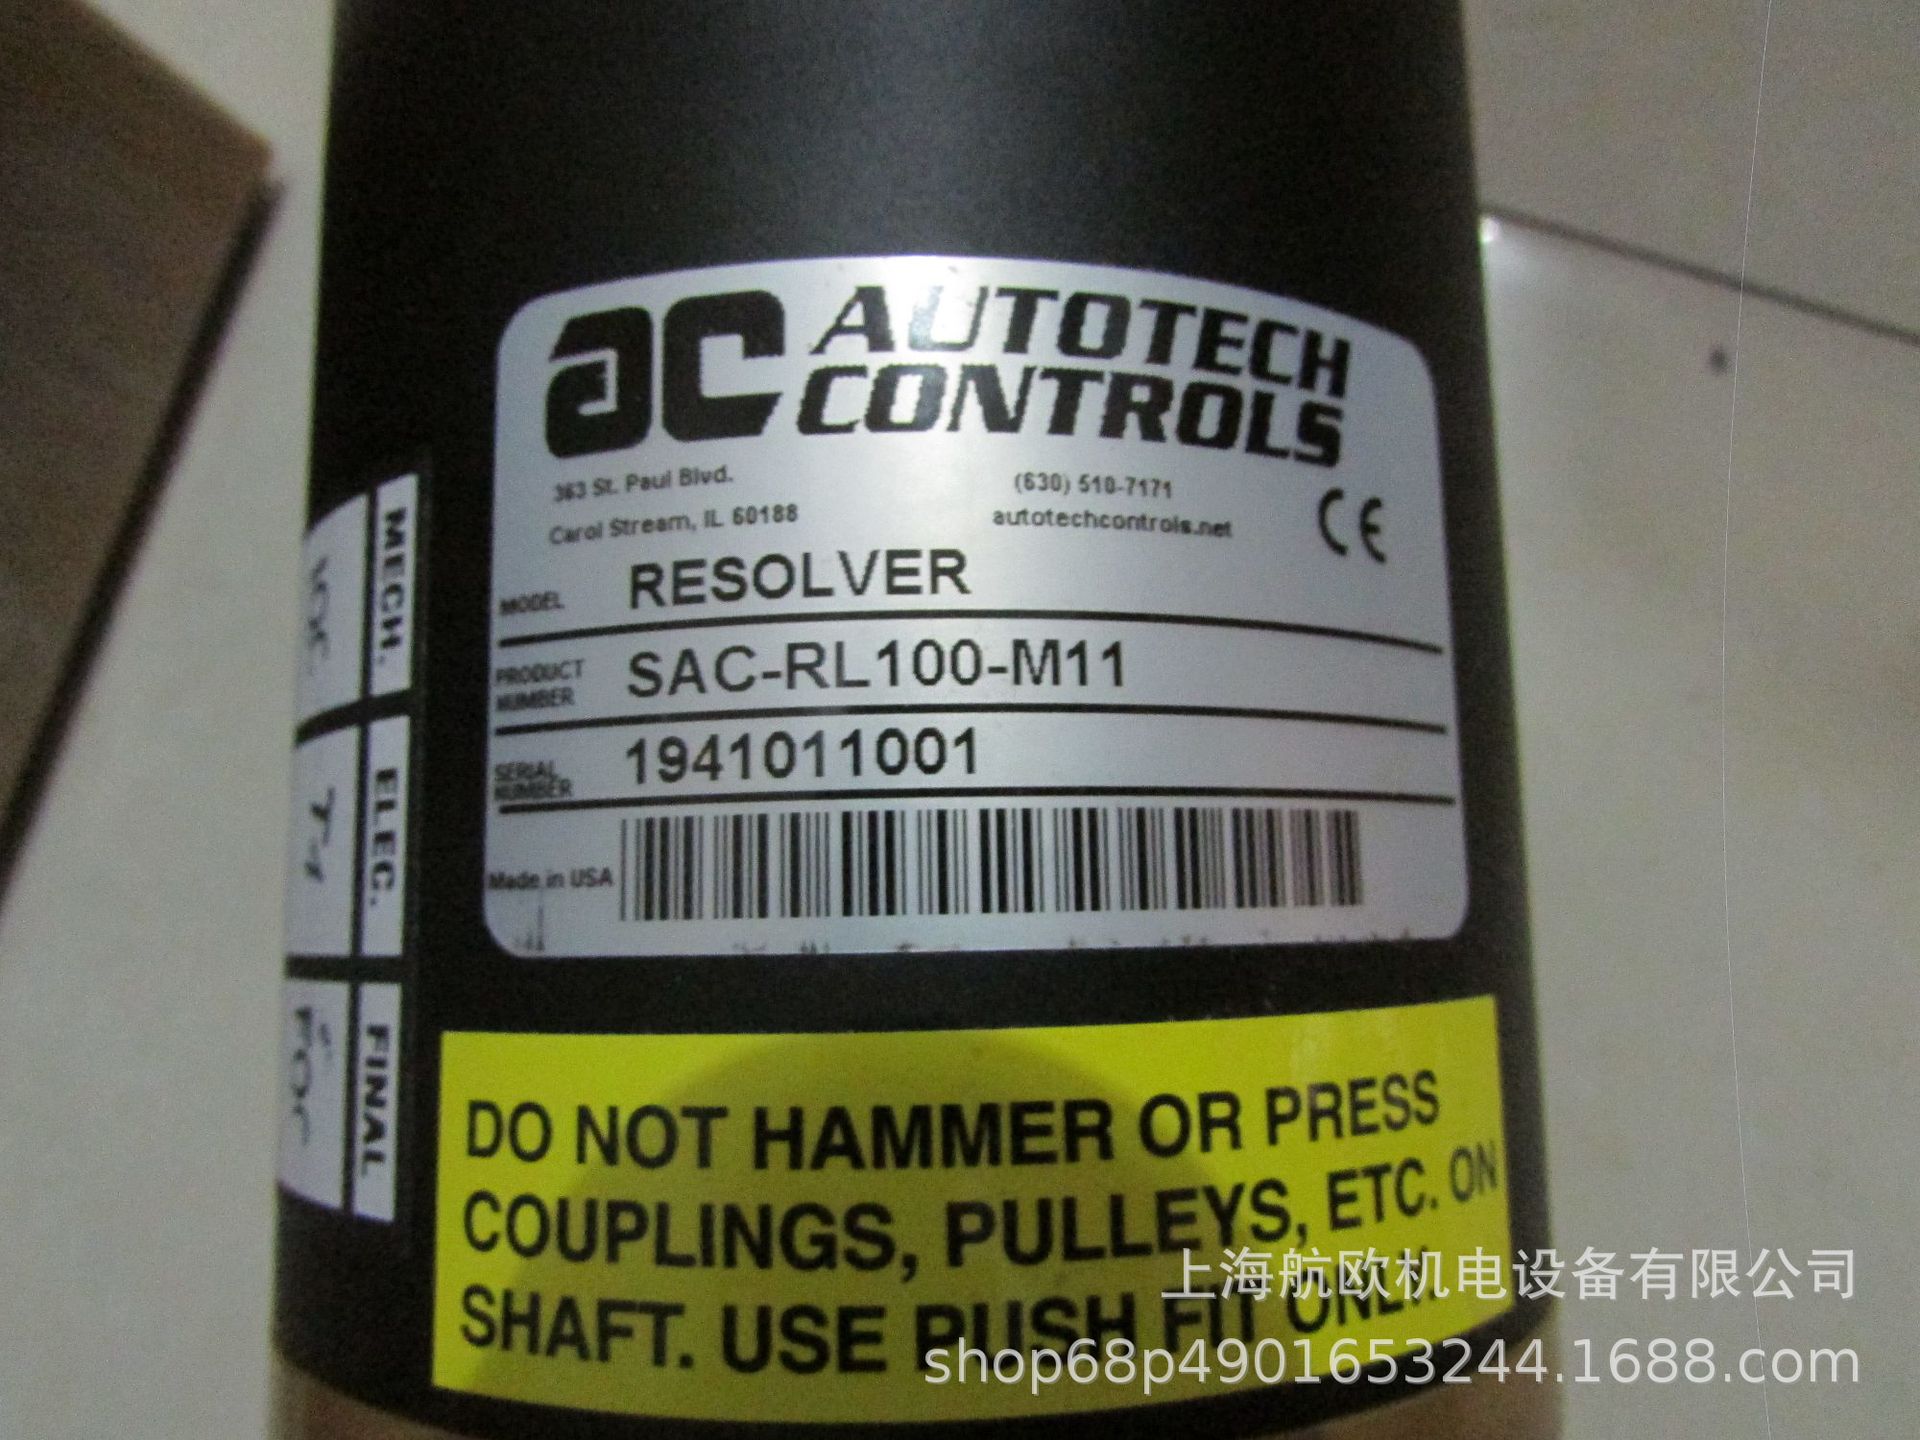 ac AUTOTECH
CONTROLS
363 St. Paul Blvd.
Carol Stream, IL 60188
(630) 510-7171
autotechcontrols.net
CE
MODEL RESOLVER
PRODUCT NUMBER SAC-RL100-M11
SERIAL NUMBER 1941011001
Made in USA
MECH.
ELEC.
FINAL
DO NOT HAMMER OR PRESS
COUPLINGS, PULLEYS, ETC. ON
SHAFT. USE PUSH FIT ONLY.
上海航欧机电设备有限公司
shop68p4901653244.1688.com